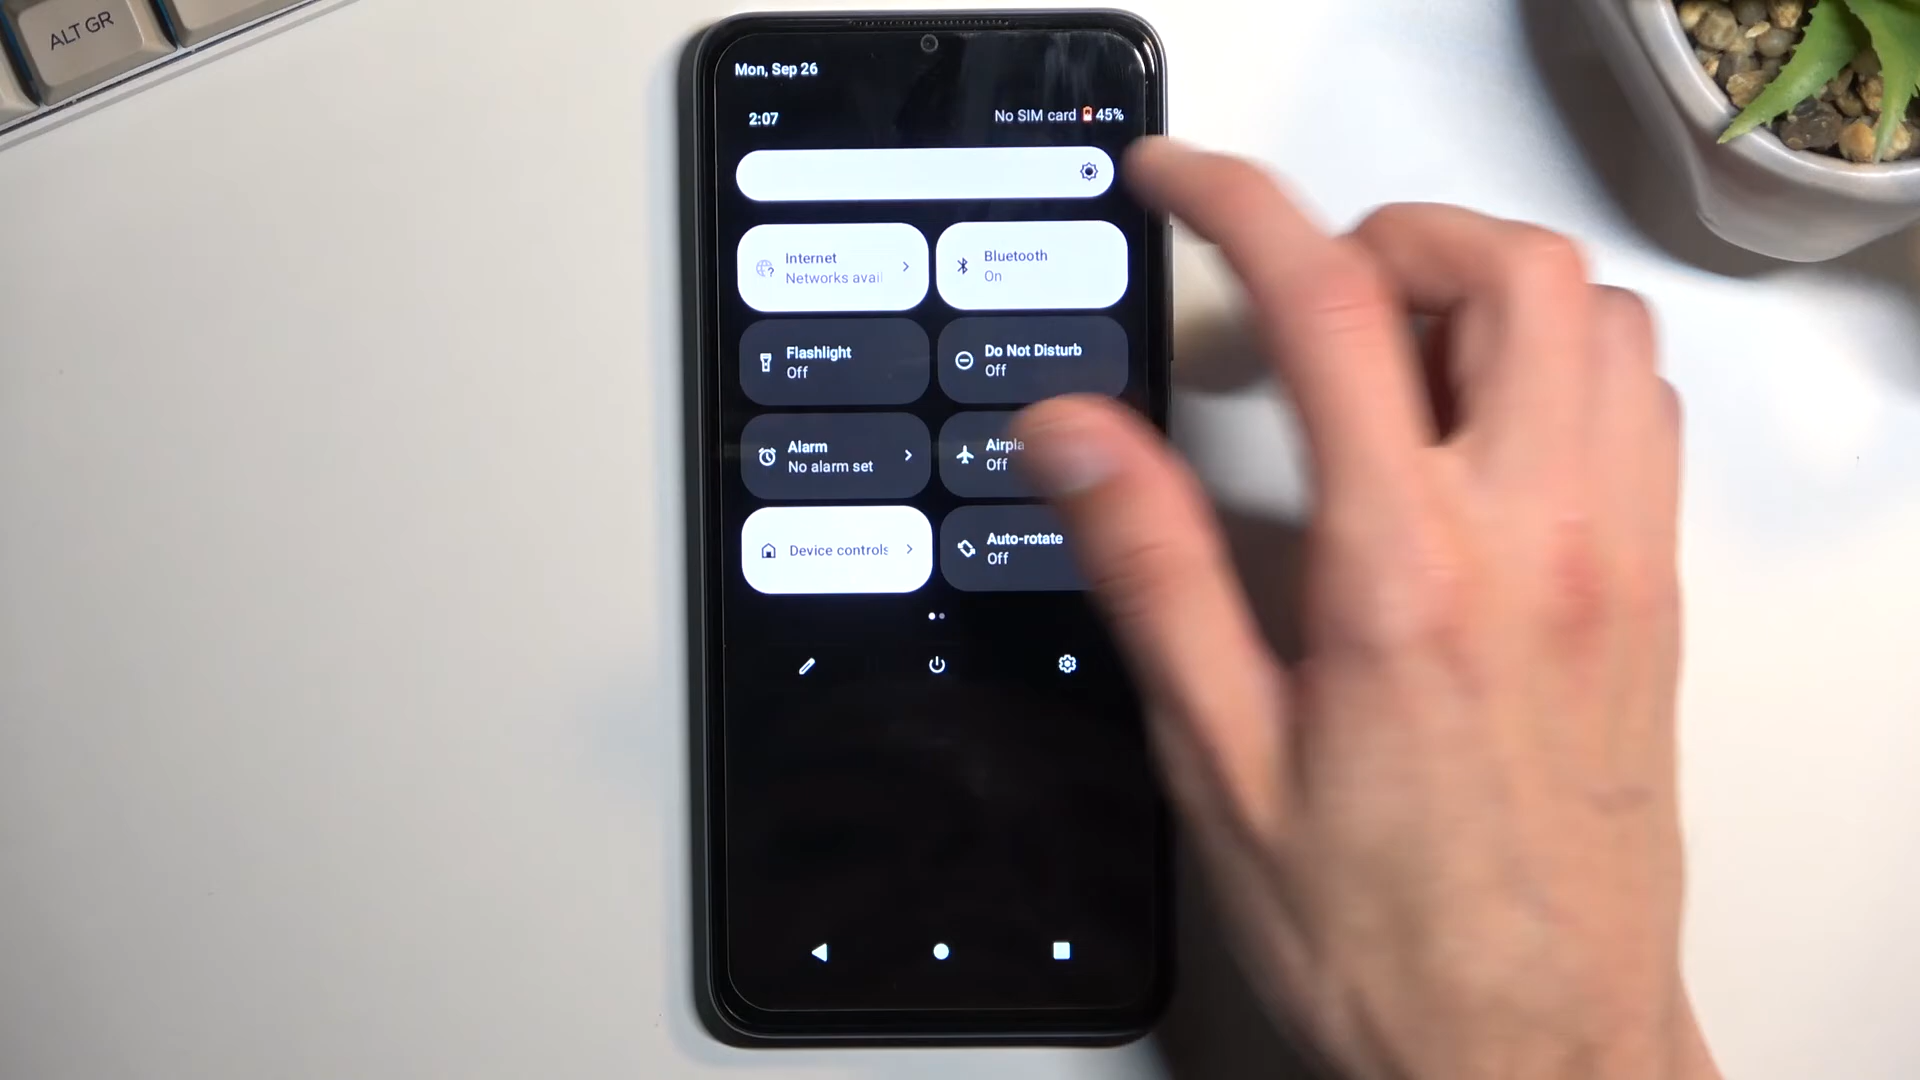 ALT GR
Mon, Sep 26
2:07
No SIM card 45%
Internet
Networks avail
Bluetooth
On
Flashlight
Off
Do Not Disturb
Off
Alarm
No alarm set
Airpla
Off
Device controls
Auto-rotate
Off